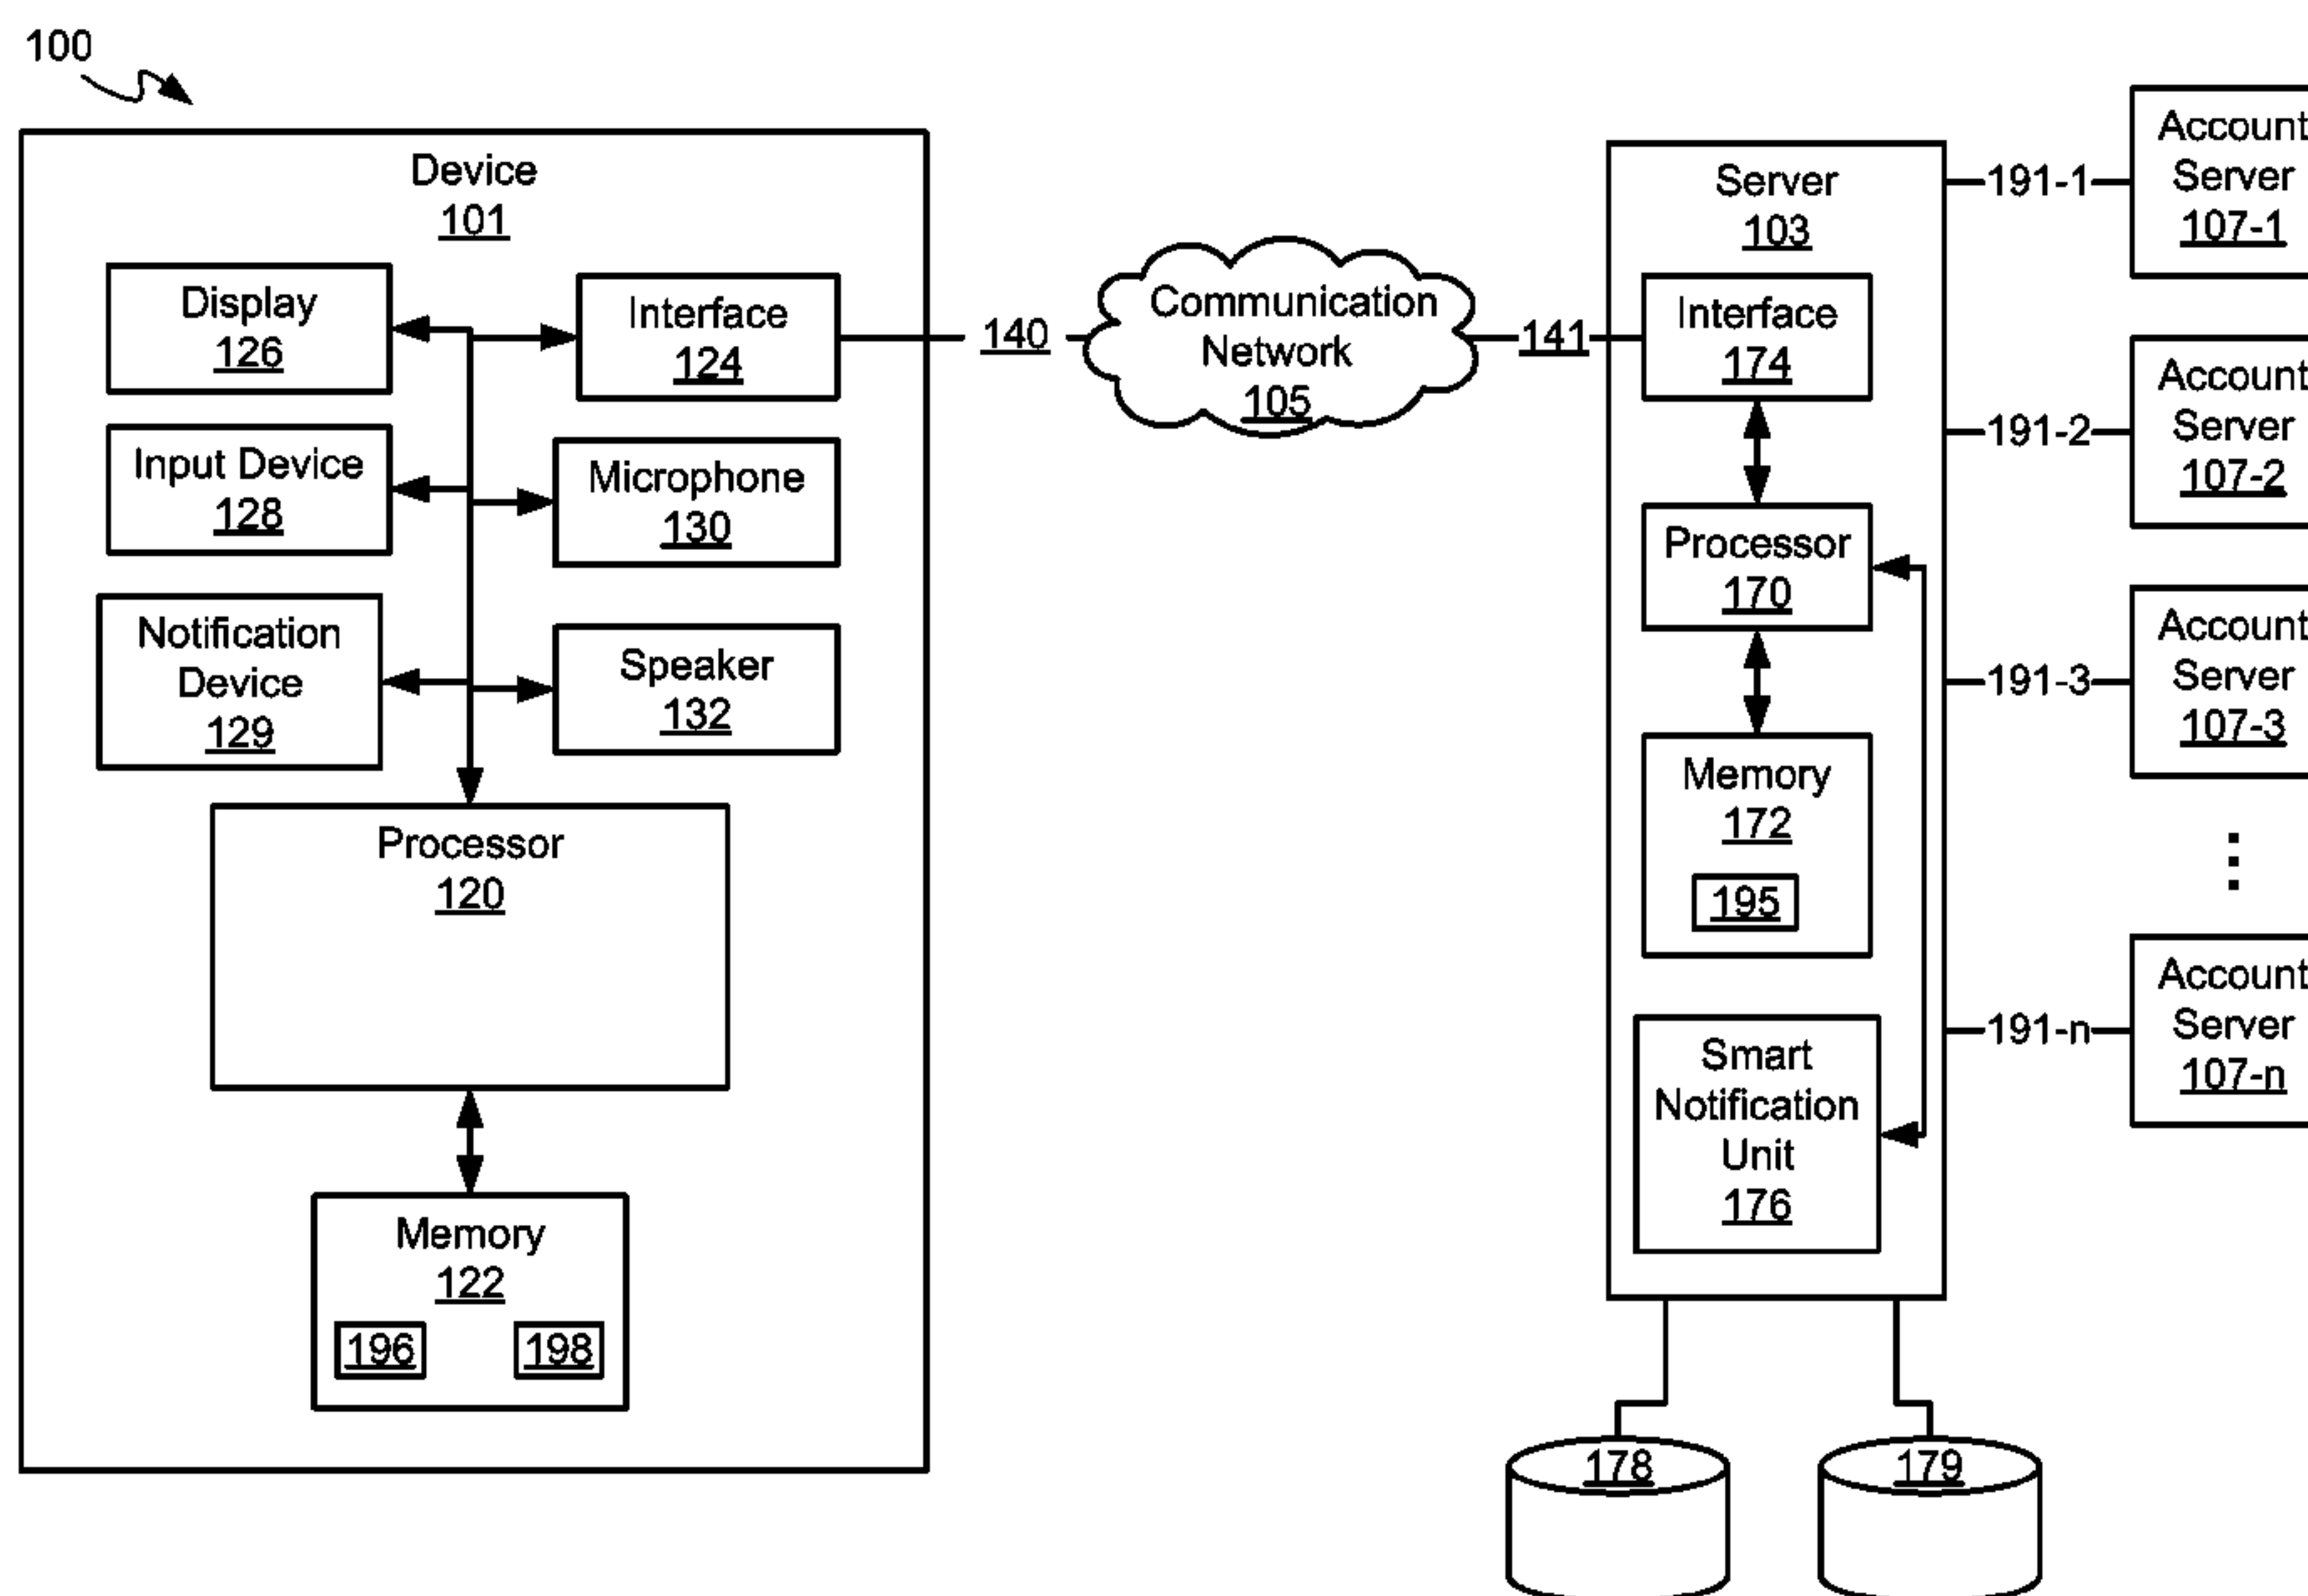 100
Device
101
Display
126
Interface
124
Input Device
128
Microphone
130
Notification
Device
129
Speaker
132
Processor
120
Memory
122
196
198
140
Communication
Network
105
141
Server
103
Interface
174
Processor
170
Memory
172
195
Smart
Notification
Unit
176
178
179
191-1
Account
Server
107-1
191-2
Account
Server
107-2
191-3
Account
Server
107-3
191-n
Account
Server
107-n